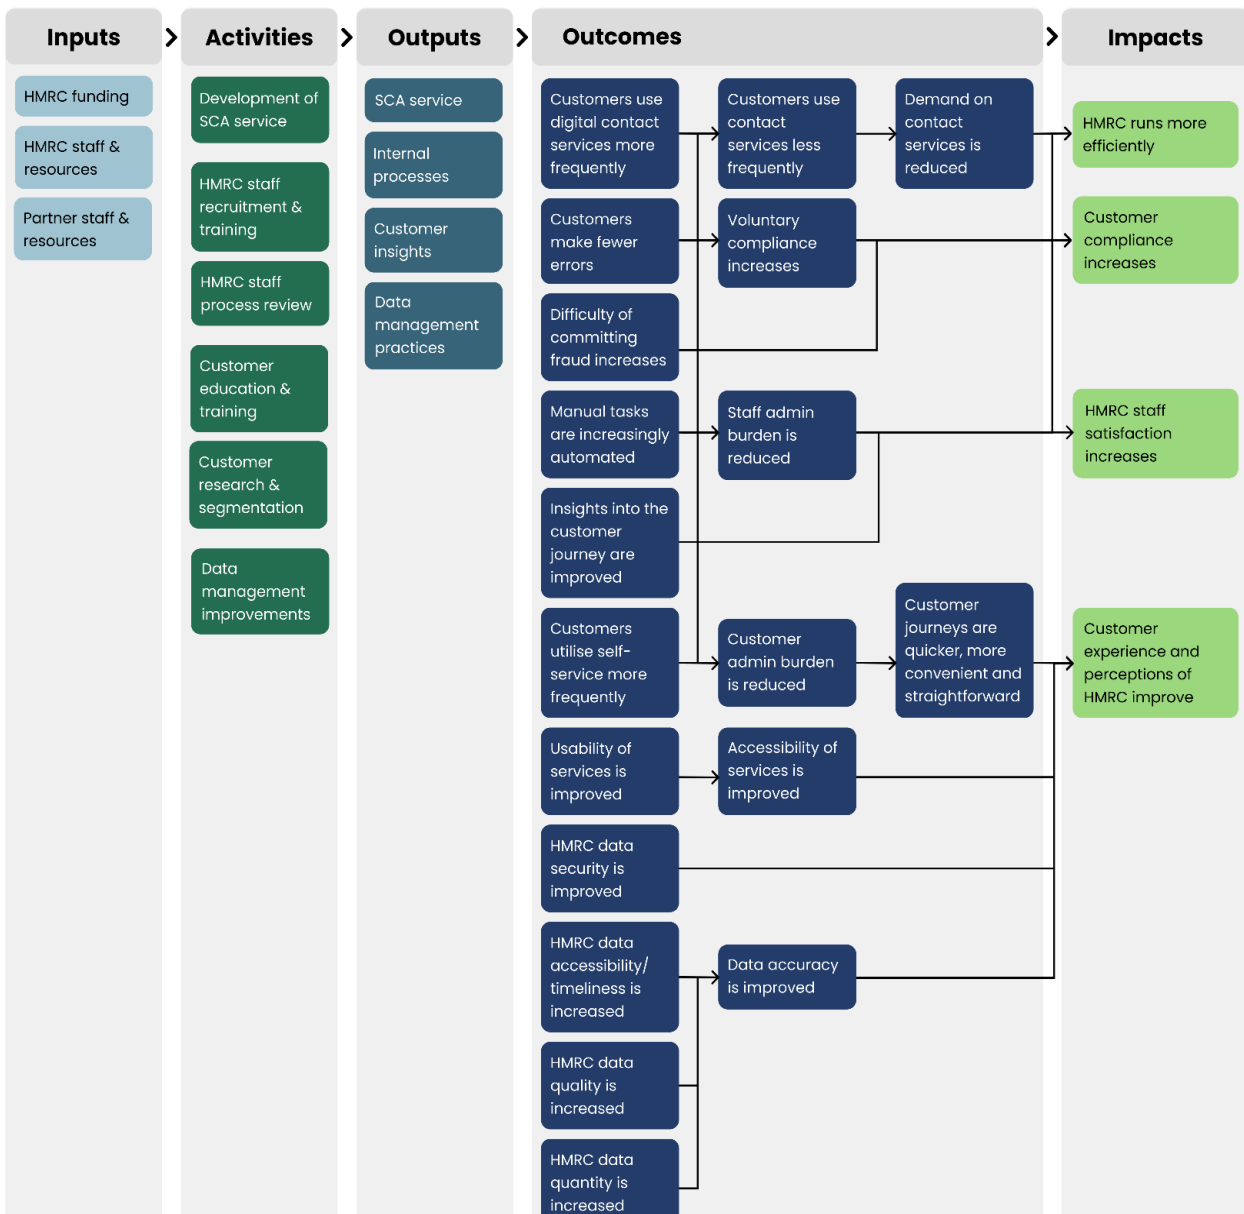 Inputs
Activities
Outputs
Outcomes
Impacts
HMRC funding
HMRC staff &
resources
Partner staff &
resources
Development of
SCA service
HMRC staff
recruitment &
training
HMRC staff
process review
Customer
education &
training
Customer
research &
segmentation
Data
management
improvements
SCA service
Internal
processes
Customer
insights
Data
management
practices
Customers use
digital contact
services more
frequently
Customers
make fewer
errors
Difficulty of
committing
fraud increases
Manual tasks
are increasingly
automated
Insights into the
customer
journey are
improved
Customers
utilise self-
service more
frequently
Usability of
services is
improved
HMRC data
security is
improved
HMRC data
accessibility/
timeliness is
increased
HMRC data
quality is
increased
HMRC data
quantity is
increased
Customers use
contact
services less
frequently
Voluntary
compliance
increases
Staff admin
burden is
reduced
Customer
admin burden
is reduced
Accessibility of
services is
improved
Data accuracy
is improved
Demand on
contact
services is
reduced
Customer
journeys are
quicker, more
convenient and
straightforward
HMRC runs more
efficiently
Customer
compliance
increases
HMRC staff
satisfaction
increases
Customer
experience and
perceptions of
HMRC improve